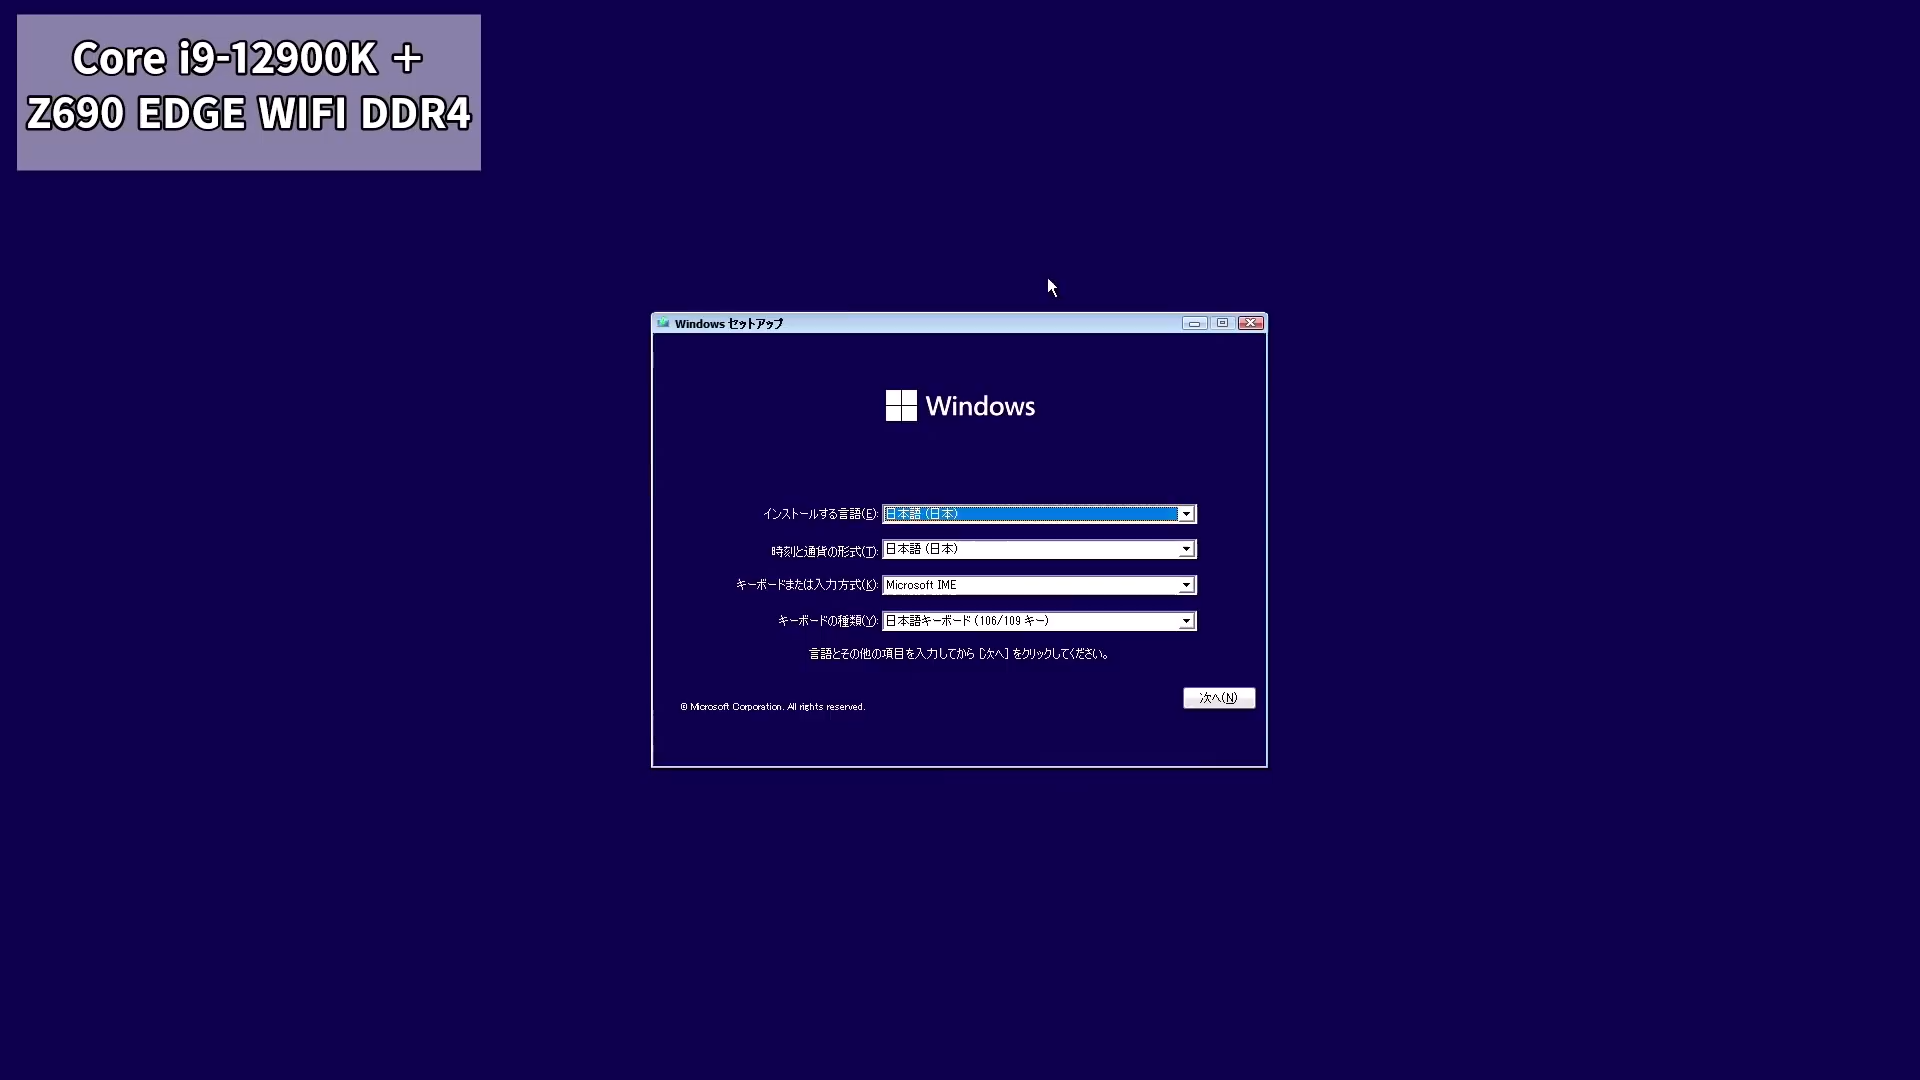 Core i9-12900K ＋
Z690 EDGE WIFI DDR4
Windows セットアップ
Windows
インストールする言語(E): 日本語 (日本)
時刻と通貨の形式(T): 日本語 (日本)
キーボードまたは入力方式(K): Microsoft IME
キーボードの種類(Y): 日本語キーボード (106/109 キー)
言語とその他の項目を入力してから [次へ] をクリックしてください。
© Microsoft Corporation. All rights reserved.
次へ(N)